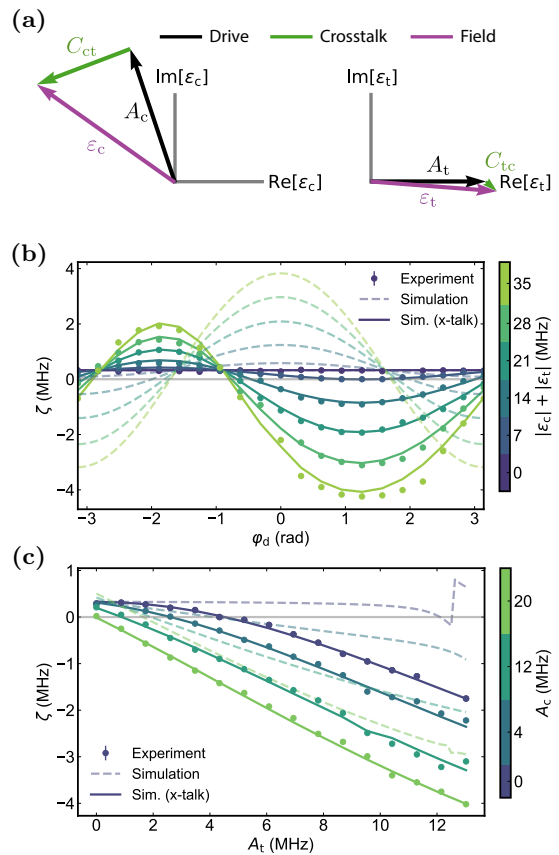 (a)
Drive Crosstalk Field
C_ct
Im[ε_c] Im[ε_t]
A_c
ε_c
A_t C_tc
Re[ε_c] ε_t Re[ε_t]
(b)
4
2
0
−2
−4
ζ (MHz)
Experiment
Simulation
Sim. (x-talk)
−3 −2 −1 0 1 2 3
φ_d (rad)
35
28
21
14
7
0
|ε_c| + |ε_t| (MHz)
(c)
1
0
−1
−2
−3
−4
ζ (MHz)
Experiment
Simulation
Sim. (x-talk)
0 2 4 6 8 10 12
A_t (MHz)
20
12
4
0
A_c (MHz)